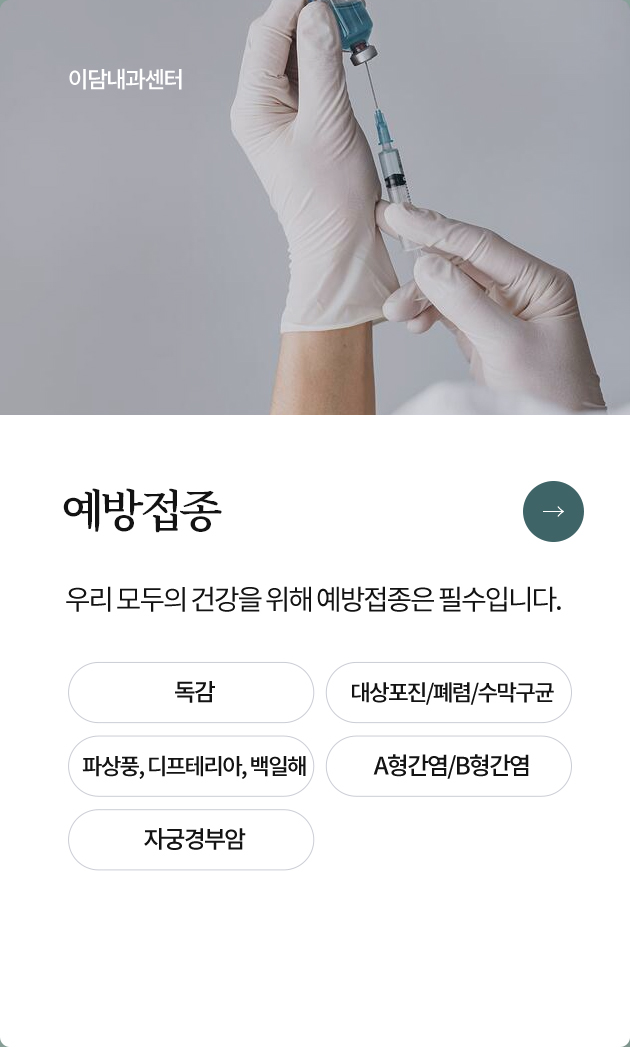 이담내과센터
예방접종
우리 모두의 건강을 위해 예방접종은 필수입니다.
독감
대상포진/폐렴/수막구균
파상풍, 디프테리아, 백일해
A형간염/B형간염
자궁경부암